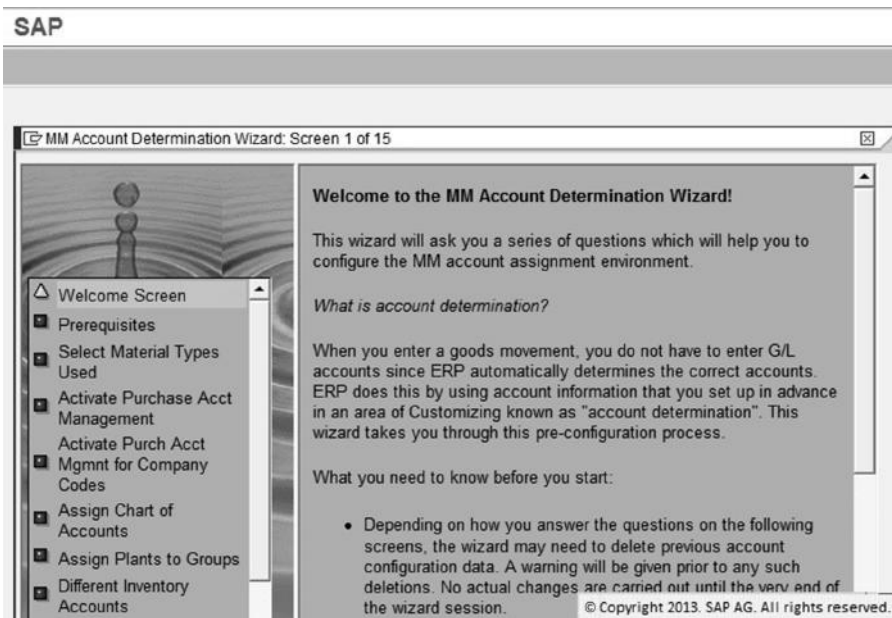 SAP
MM Account Determination Wizard: Screen 1 of 15
Welcome Screen
Prerequisites
Select Material Types
Used
Activate Purchase Acct
Management
Activate Purch Acct
Mgmnt for Company
Codes
Assign Chart of
Accounts
Assign Plants to Groups
Different Inventory
Accounts
Welcome to the MM Account Determination Wizard!
This wizard will ask you a series of questions which will help you to
configure the MM account assignment environment.
What is account determination?
When you enter a goods movement, you do not have to enter G/L
accounts since ERP automatically determines the correct accounts.
ERP does this by using account information that you set up in advance
in an area of Customizing known as "account determination". This
wizard takes you through this pre-configuration process.
What you need to know before you start:
• Depending on how you answer the questions on the following
screens, the wizard may need to delete previous account
configuration data. A warning will be given prior to any such
deletions. No actual changes are carried out until the very end of
the wizard session.
© Copyright 2013. SAP AG. All rights reserved.